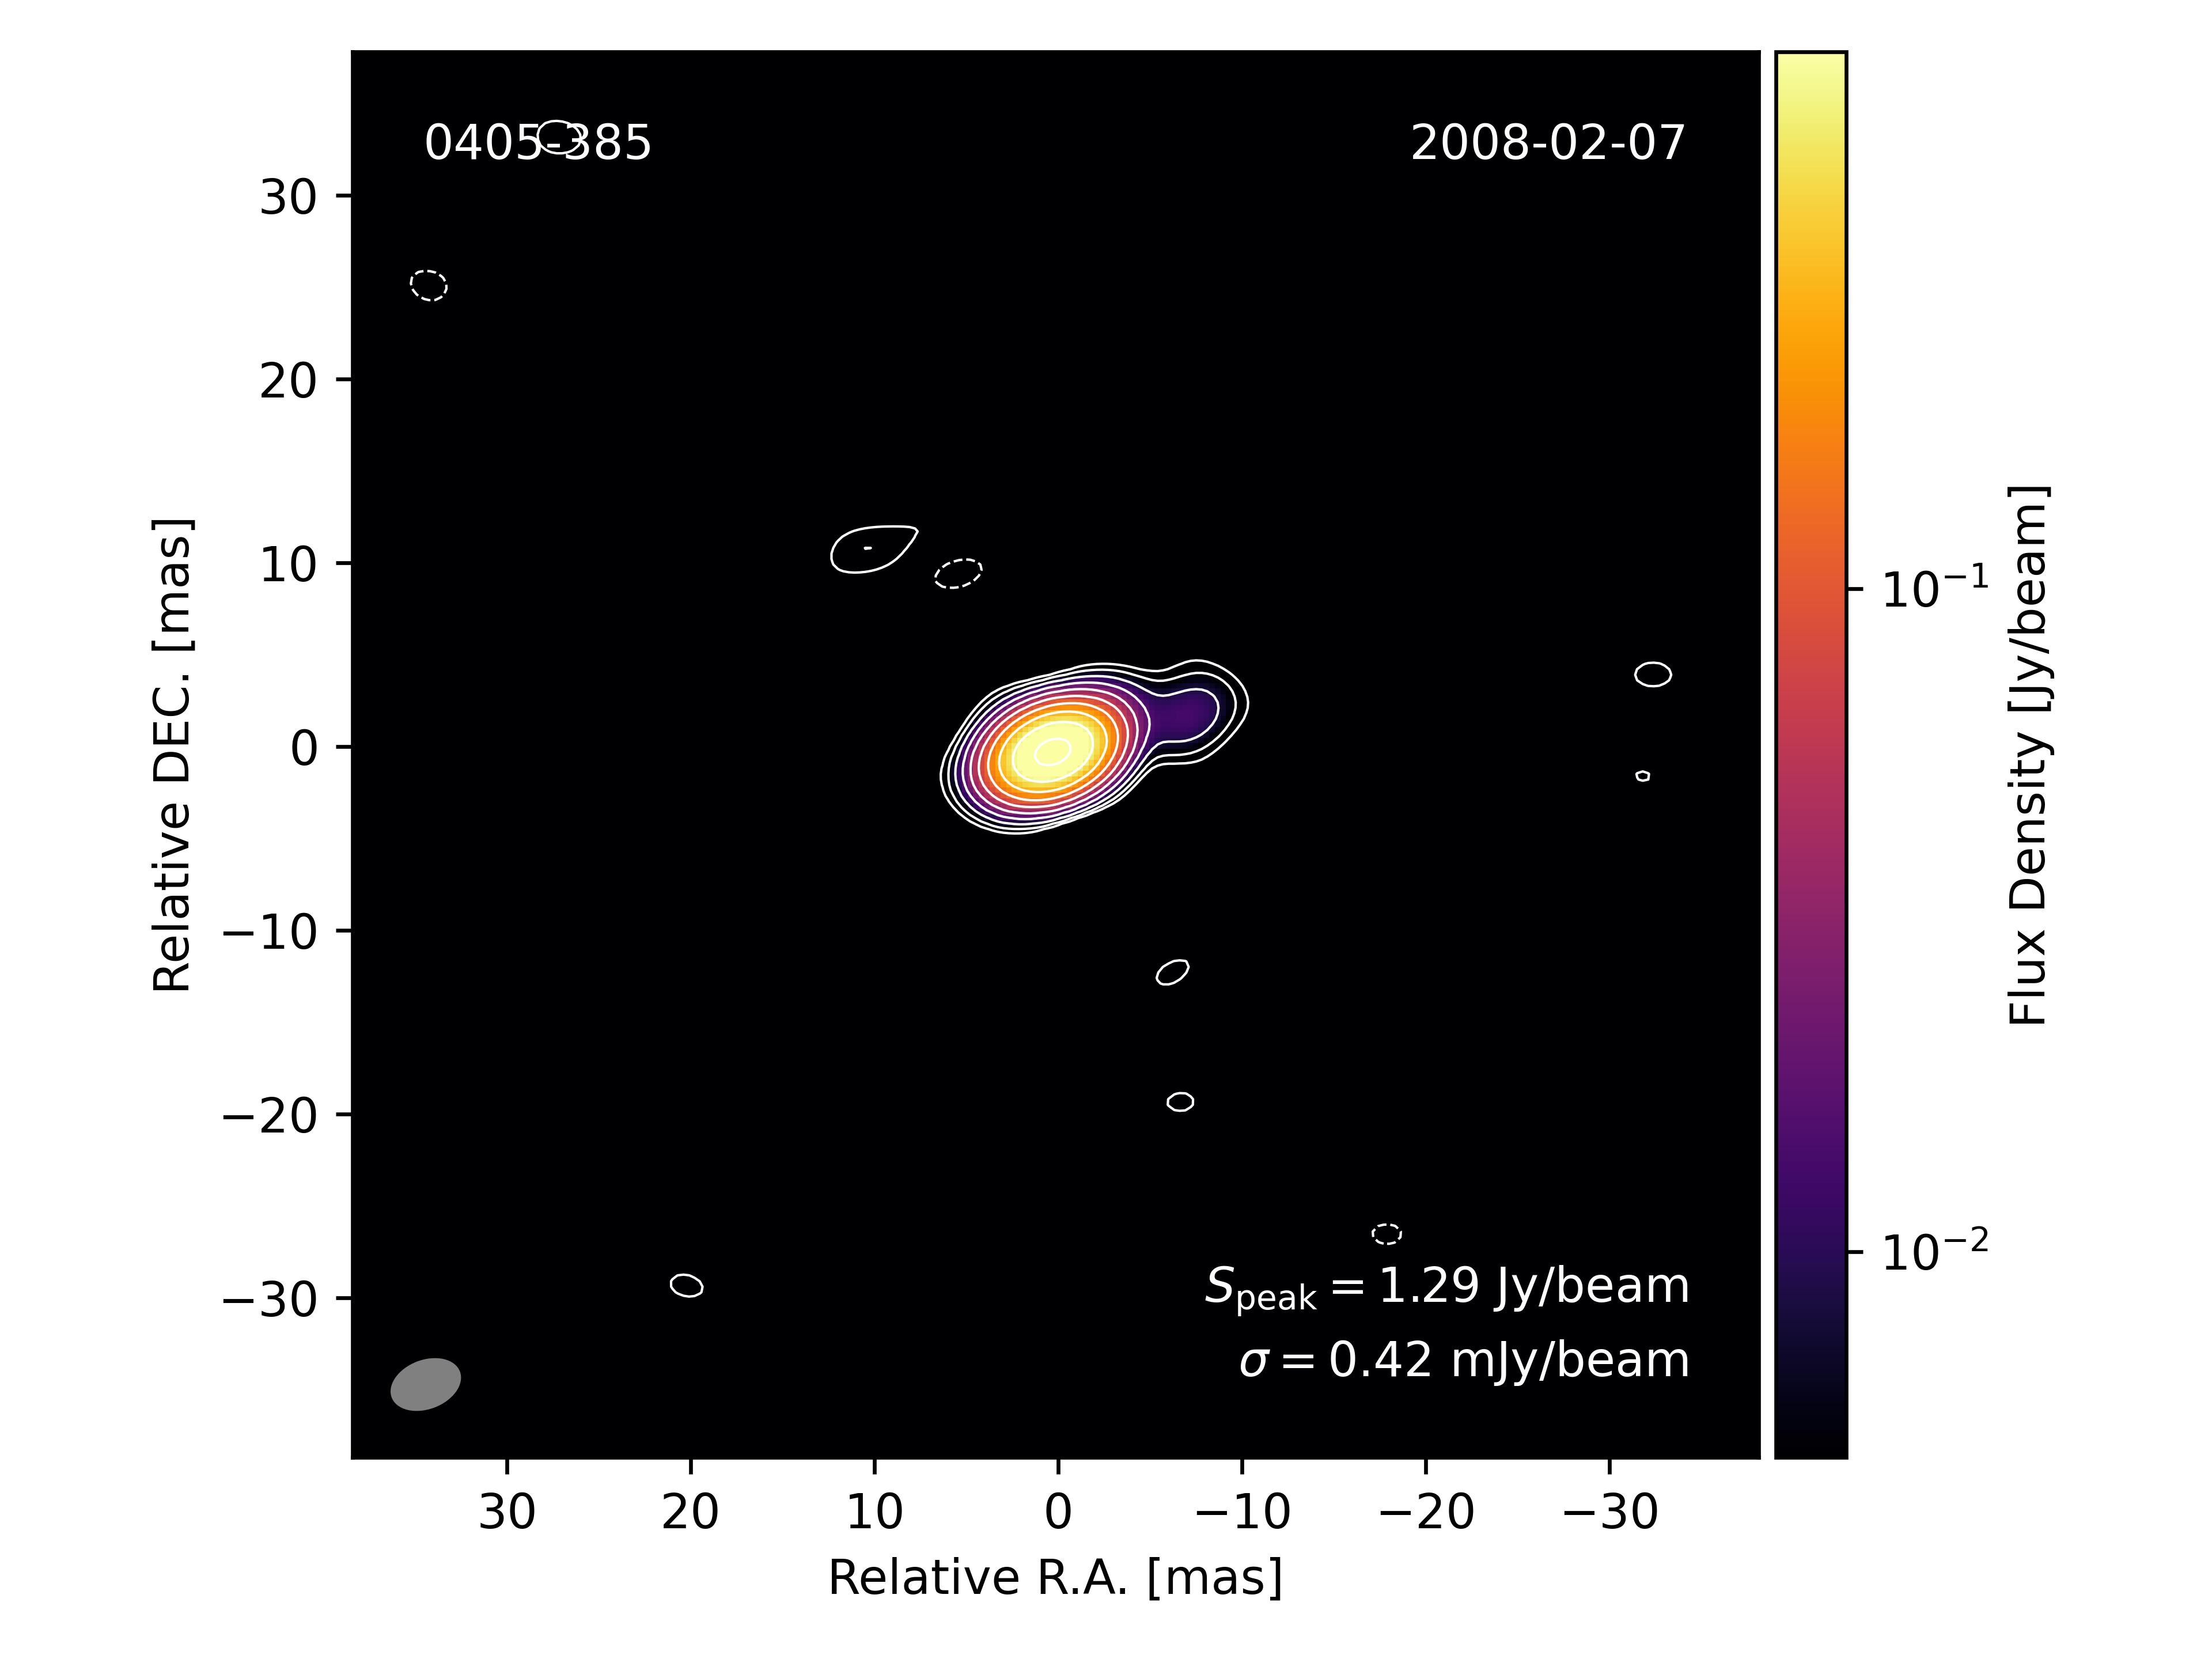 0405-385
2008-02-07
30
20
10
0
−10
−20
−30
Relative DEC. [mas]
S_peak = 1.29 Jy/beam
σ = 0.42 mJy/beam
30 20 10 0 −10 −20 −30
Relative R.A. [mas]
10⁻¹
10⁻²
Flux Density [Jy/beam]